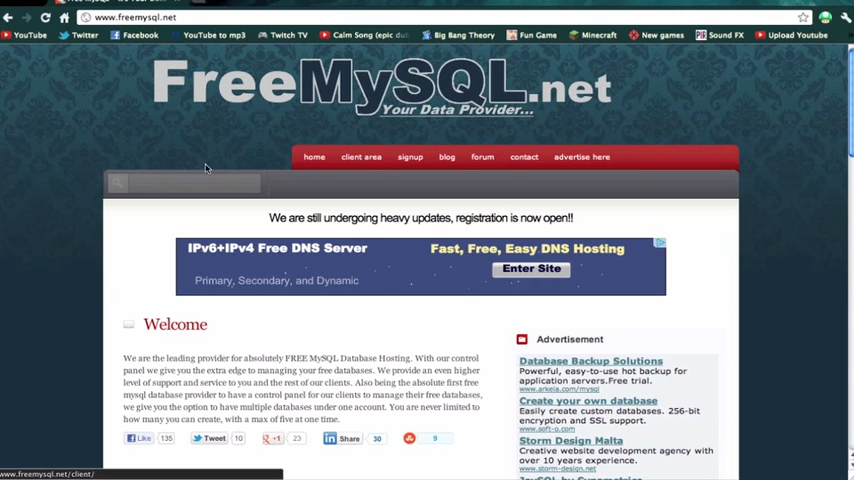 www.freemysql.net
YouTube Twitter Facebook YouTube to mp3 Twitch TV Calm Song (epic dub Big Bang Theory Fun Game Minecraft New games Sound FX Upload Youtube
FreeMySQL.net
Your Data Provider...
home client area signup blog forum contact advertise here
We are still undergoing heavy updates, registration is now open!!
IPv6+IPv4 Free DNS Server
Fast, Free, Easy DNS Hosting
Enter Site
Primary, Secondary, and Dynamic
Welcome
We are the leading provider for absolutely FREE MySQL Database Hosting. With our control
panel we give you the extra edge to managing your free databases. We provide an even higher
level of support and service to you and the rest of our clients. Also being the absolute first free
mysql database provider to have a control panel for our clients to manage their free databases,
we give you the option to have multiple databases under one account. You are never limited to
how many you can create, with a max of five at one time.
Like 135 Tweet 10 +1 23 Share 30 9
Advertisement
Database Backup Solutions
Powerful, easy-to-use hot backup for
application servers.Free trial.
www.arkeia.com/mysql
Create your own database
Easily create custom databases. 256-bit
encryption and SSL support.
www.soft-o.com
Storm Design Malta
Creative website development agency with
over 10 years experience.
www.storm-design.net
www.freemysql.net/client/